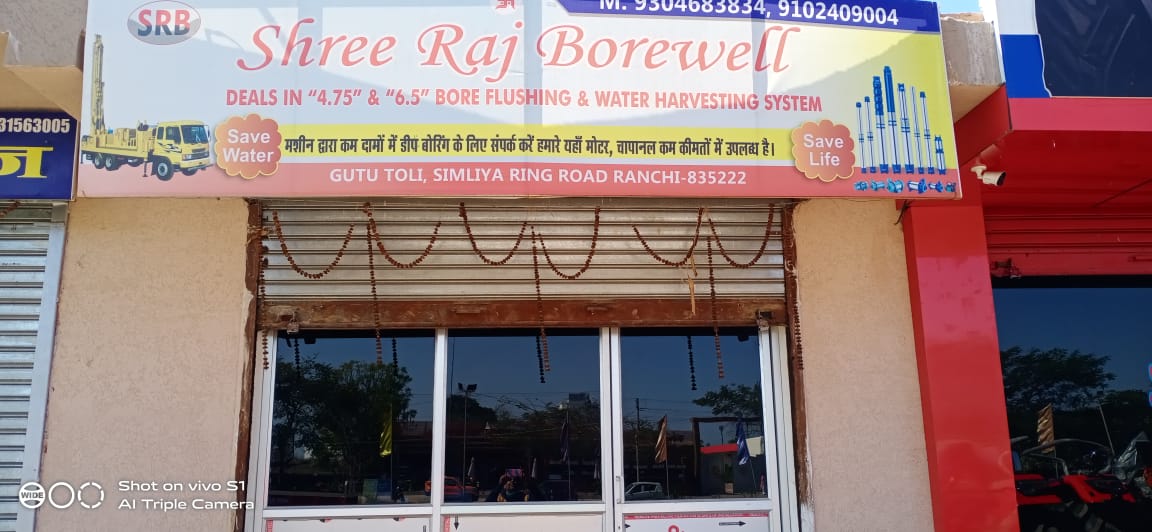 M: 9304683834, 9102409004
SRB
Shree Raj Borewell
DEALS IN “4.75” & “6.5” BORE FLUSHING & WATER HARVESTING SYSTEM
Save Water
मशीन द्वारा कम दामों में डीप बोरिंग के लिए संपर्क करें हमारे यहाँ मोटर, चापानल कम कीमतों में उपलब्ध है।
Save Life
GUTU TOLI, SIMLIYA RING ROAD RANCHI-835222
31563005
न
WIDE
Shot on vivo S1
AI Triple Camera